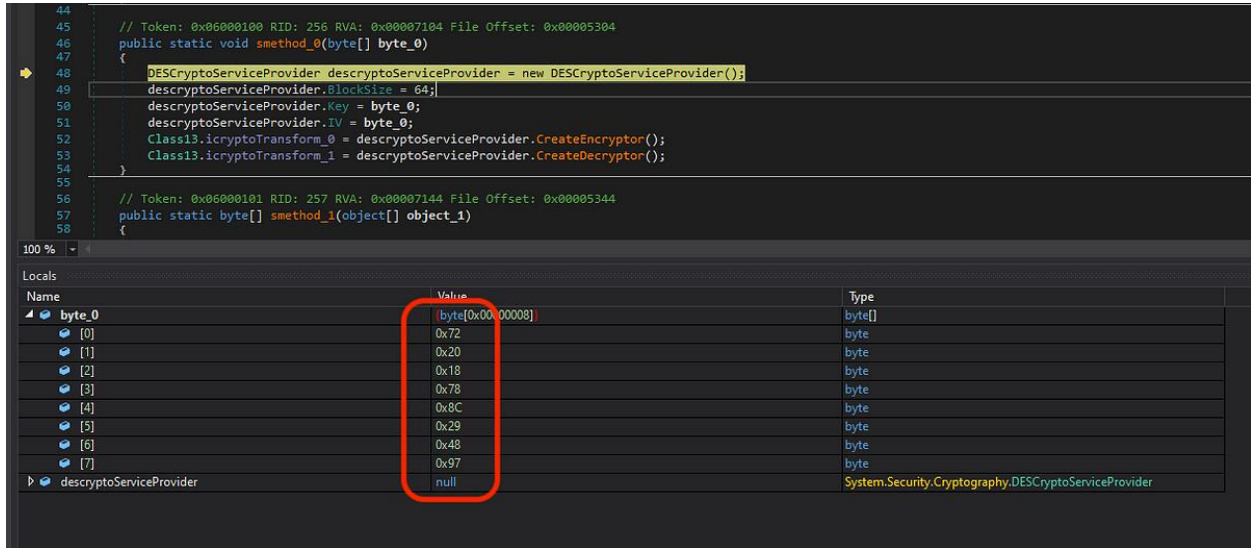 44
45 // Token: 0x06000100 RID: 256 RVA: 0x00007104 File Offset: 0x00005304
46 public static void smethod_0(byte[] byte_0)
47 {
48 DESCryptoServiceProvider descryptoServiceProvider = new DESCryptoServiceProvider();
49 descryptoServiceProvider.BlockSize = 64;
50 descryptoServiceProvider.Key = byte_0;
51 descryptoServiceProvider.IV = byte_0;
52 Class13.icryptoTransform_0 = descryptoServiceProvider.CreateEncryptor();
53 Class13.icryptoTransform_1 = descryptoServiceProvider.CreateDecryptor();
54 }
55
56 // Token: 0x06000101 RID: 257 RVA: 0x00007144 File Offset: 0x00005344
57 public static byte[] smethod_1(object[] object_1)
58 {
100 %
Locals
Name Value Type
byte_0 {byte[0x00000008]} byte[]
[0] 0x72 byte
[1] 0x20 byte
[2] 0x18 byte
[3] 0x78 byte
[4] 0x8C byte
[5] 0x29 byte
[6] 0x48 byte
[7] 0x97 byte
descryptoServiceProvider null System.Security.Cryptography.DESCryptoServiceProvider